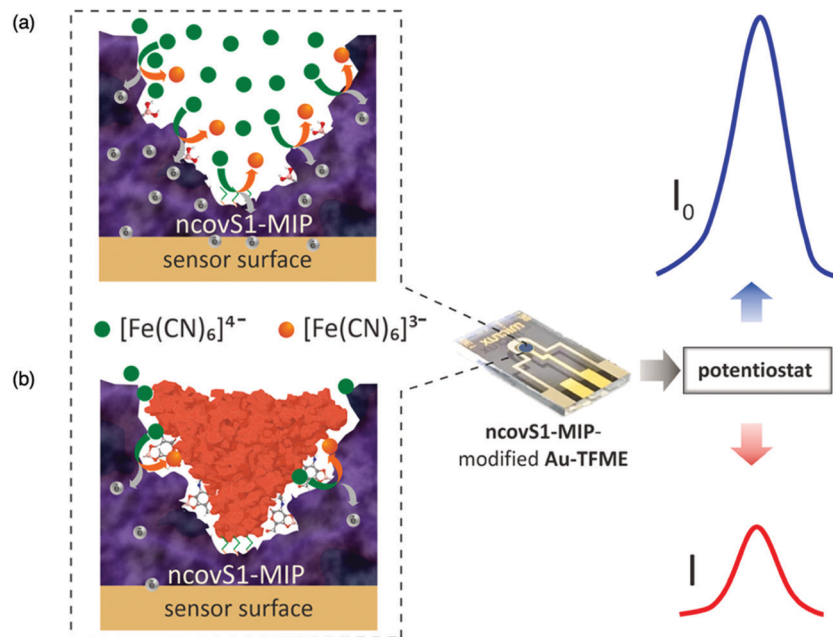 (a)
I₀
ncovS1-MIP
sensor surface
[Fe(CN)₆]⁴⁻ [Fe(CN)₆]³⁻
(b)
potentiostat
ncovS1-MIP-
modified Au-TFME
ncovS1-MIP
sensor surface
I